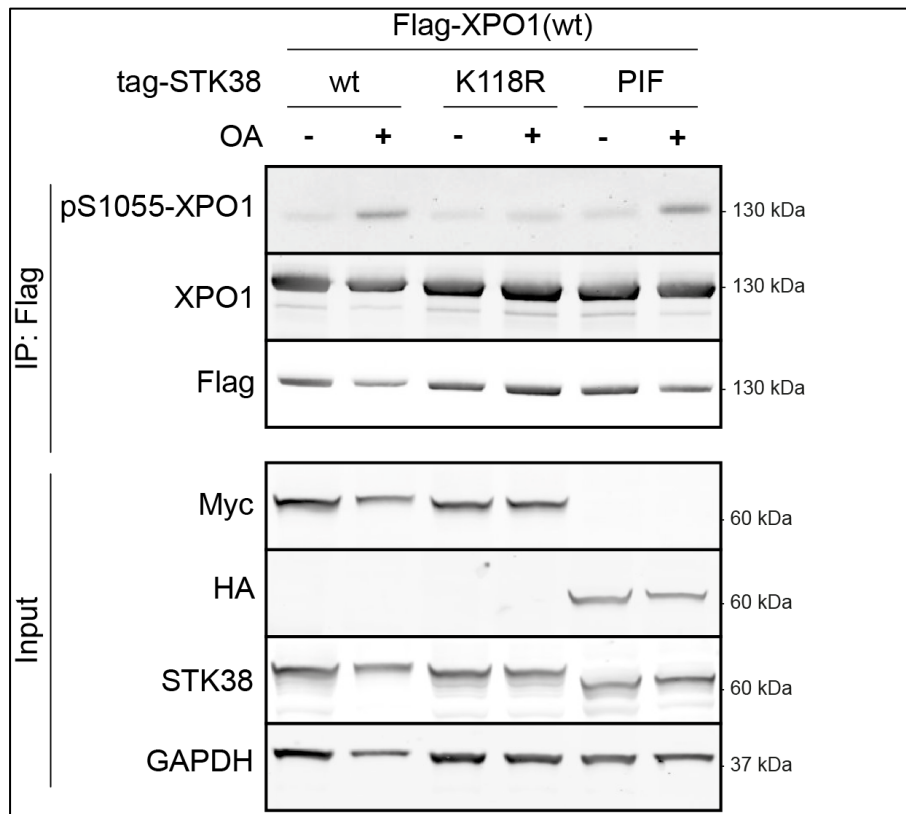 Flag-XPO1(wt)
tag-STK38 wt K118R PIF
OA - + - + - +
IP: Flag
pS1055-XPO1 130 kDa
XPO1 130 kDa
Flag 130 kDa
Input
Myc 60 kDa
HA 60 kDa
STK38 60 kDa
GAPDH 37 kDa